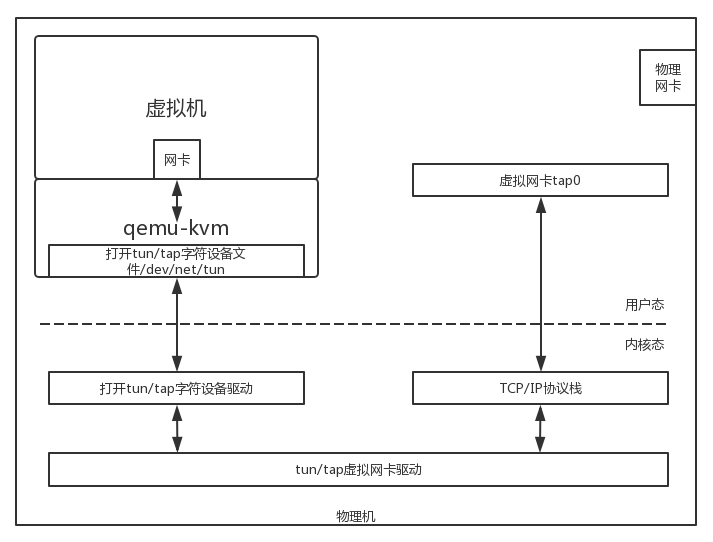 物理
网卡
虚拟机
网卡
虚拟网卡tap0
qemu-kvm
打开tun/tap字符设备文
件/dev/net/tun
用户态
内核态
打开tun/tap字符设备驱动
TCP/IP协议栈
tun/tap虚拟网卡驱动
物理机